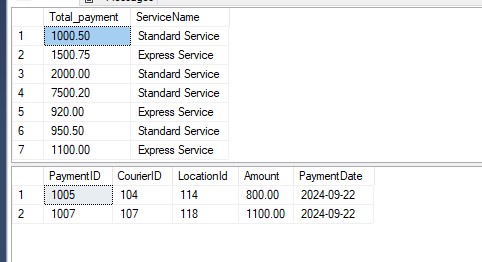 Total_payment ServiceName
1 1000.50 Standard Service
2 1500.75 Express Service
3 2000.00 Standard Service
4 7500.20 Standard Service
5 920.00 Express Service
6 950.50 Standard Service
7 1100.00 Express Service
PaymentID CourierID LocationId Amount PaymentDate
1 1005 104 114 800.00 2024-09-22
2 1007 107 118 1100.00 2024-09-22